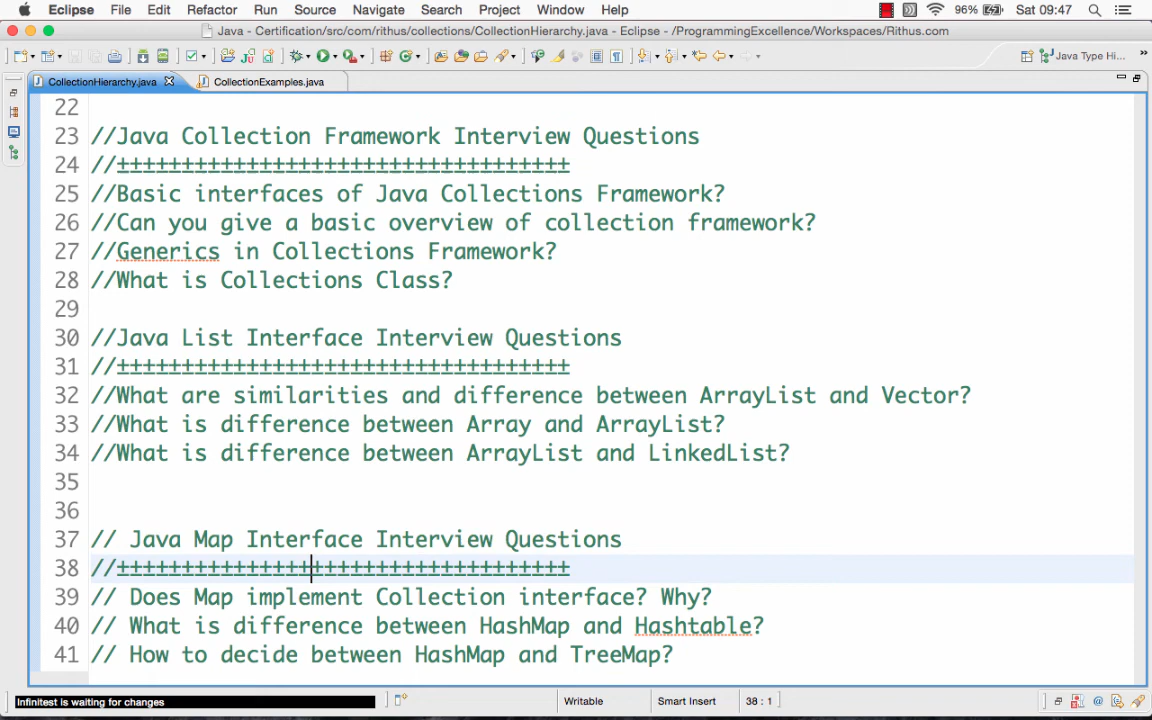 Eclipse File Edit Refactor Run Source Navigate Search Project Window Help 96% Sat 09:47
Java - Certification/src/com/rithus/collections/CollectionHierarchy.java - Eclipse - /ProgrammingExcellence/Workspaces/Rithus.com
Java Type Hi...
CollectionHierarchy.java CollectionExamples.java
22
23 //Java Collection Framework Interview Questions
24 //±±±±±±±±±±±±±±±±±±±±±±±±±±±±±±±±±±±
25 //Basic interfaces of Java Collections Framework?
26 //Can you give a basic overview of collection framework?
27 //Generics in Collections Framework?
28 //What is Collections Class?
29
30 //Java List Interface Interview Questions
31 //±±±±±±±±±±±±±±±±±±±±±±±±±±±±±±±±±±±
32 //What are similarities and difference between ArrayList and Vector?
33 //What is difference between Array and ArrayList?
34 //What is difference between ArrayList and LinkedList?
35
36
37 // Java Map Interface Interview Questions
38 //±±±±±±±±±±±±±±±±±±±±±±±±±±±±±±±±±±±
39 // Does Map implement Collection interface? Why?
40 // What is difference between HashMap and Hashtable?
41 // How to decide between HashMap and TreeMap?
Infinitest is waiting for changes Writable Smart Insert 38 : 1